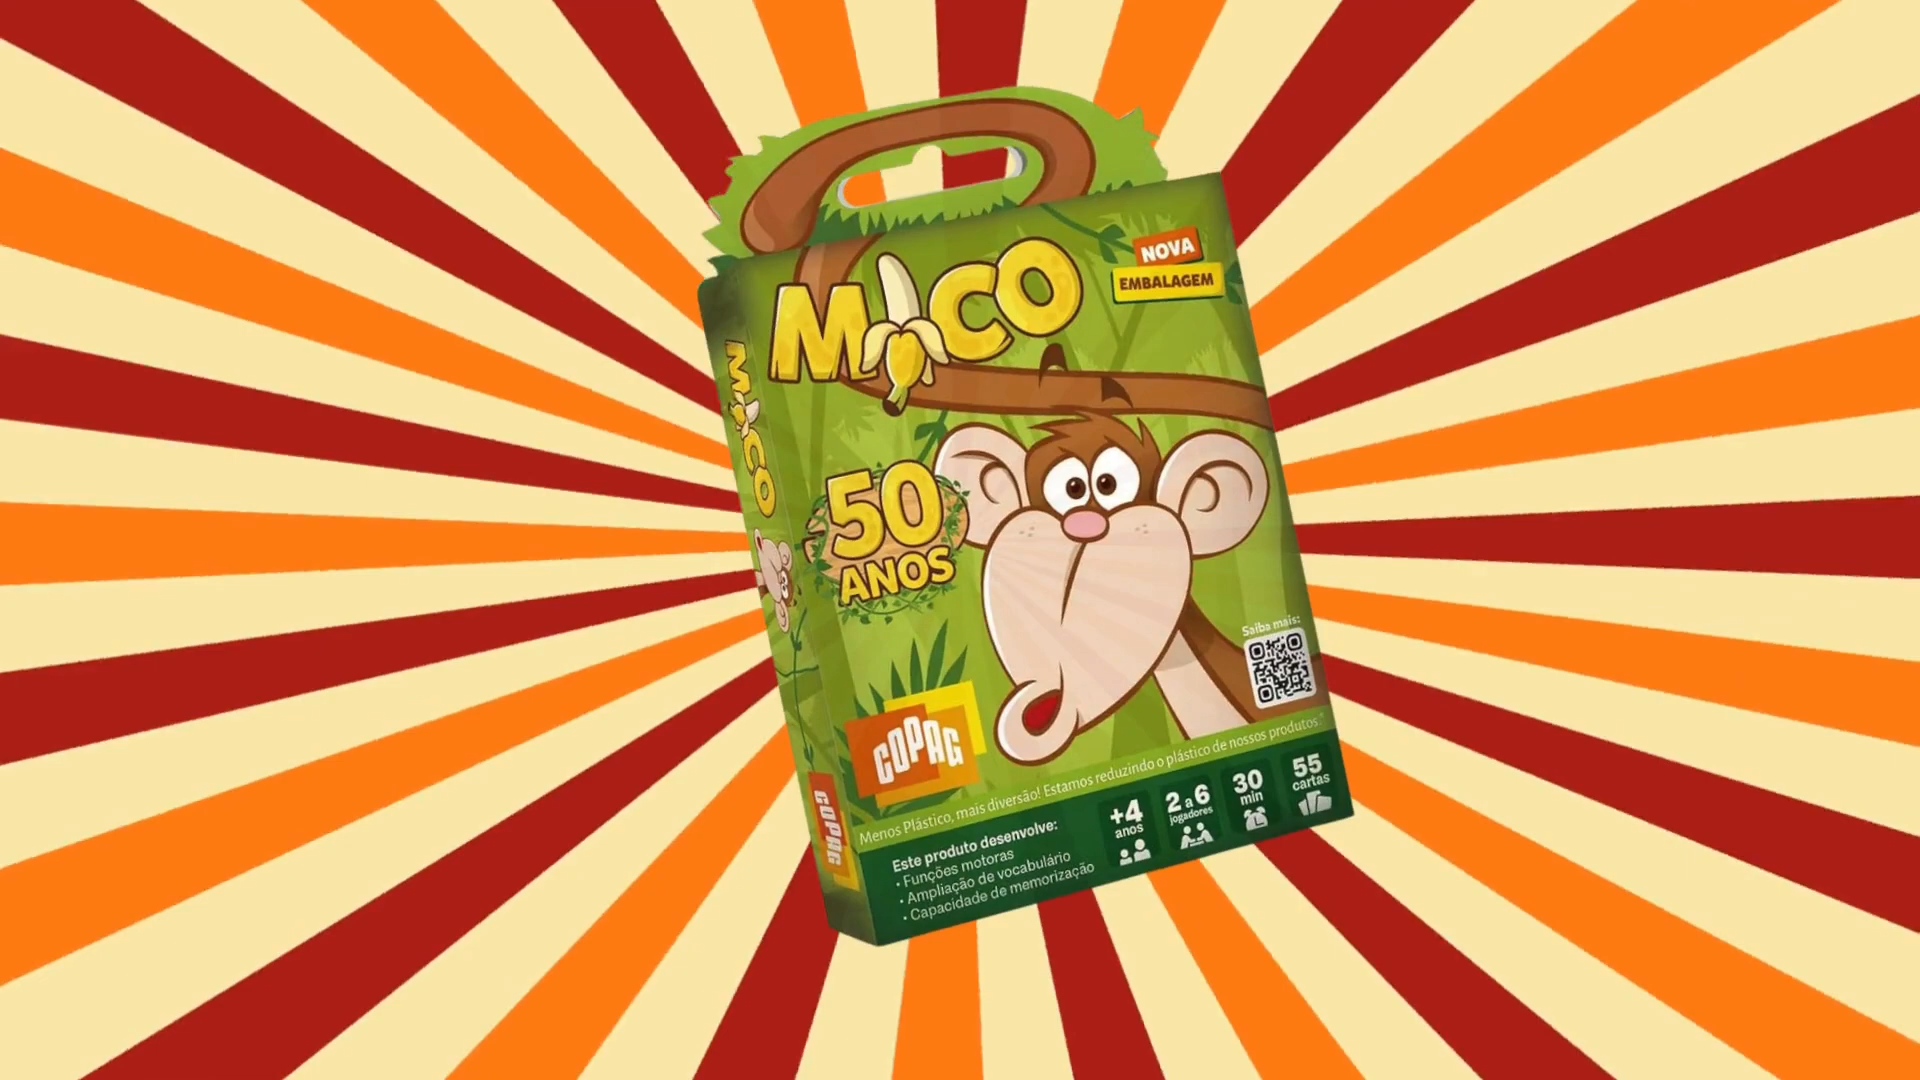 MICO
NOVA
EMBALAGEM
MICO
50
ANOS
Saiba mais:
COPAG
COPAG
Menos Plástico, mais diversão! Estamos reduzindo o plástico de nossos produtos.*
Este produto desenvolve:
• Funções motoras
• Ampliação de vocabulário
• Capacidade de memorização
+4
anos
2 a 6
jogadores
30
min
55
cartas